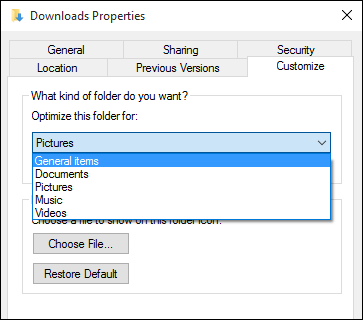 Downloads Properties
General Sharing Security
Location Previous Versions Customize
What kind of folder do you want?
Optimize this folder for:
Pictures
General items
Documents
Pictures
Music
Videos
Choose a file to show on this folder icon.
Choose File...
Restore Default